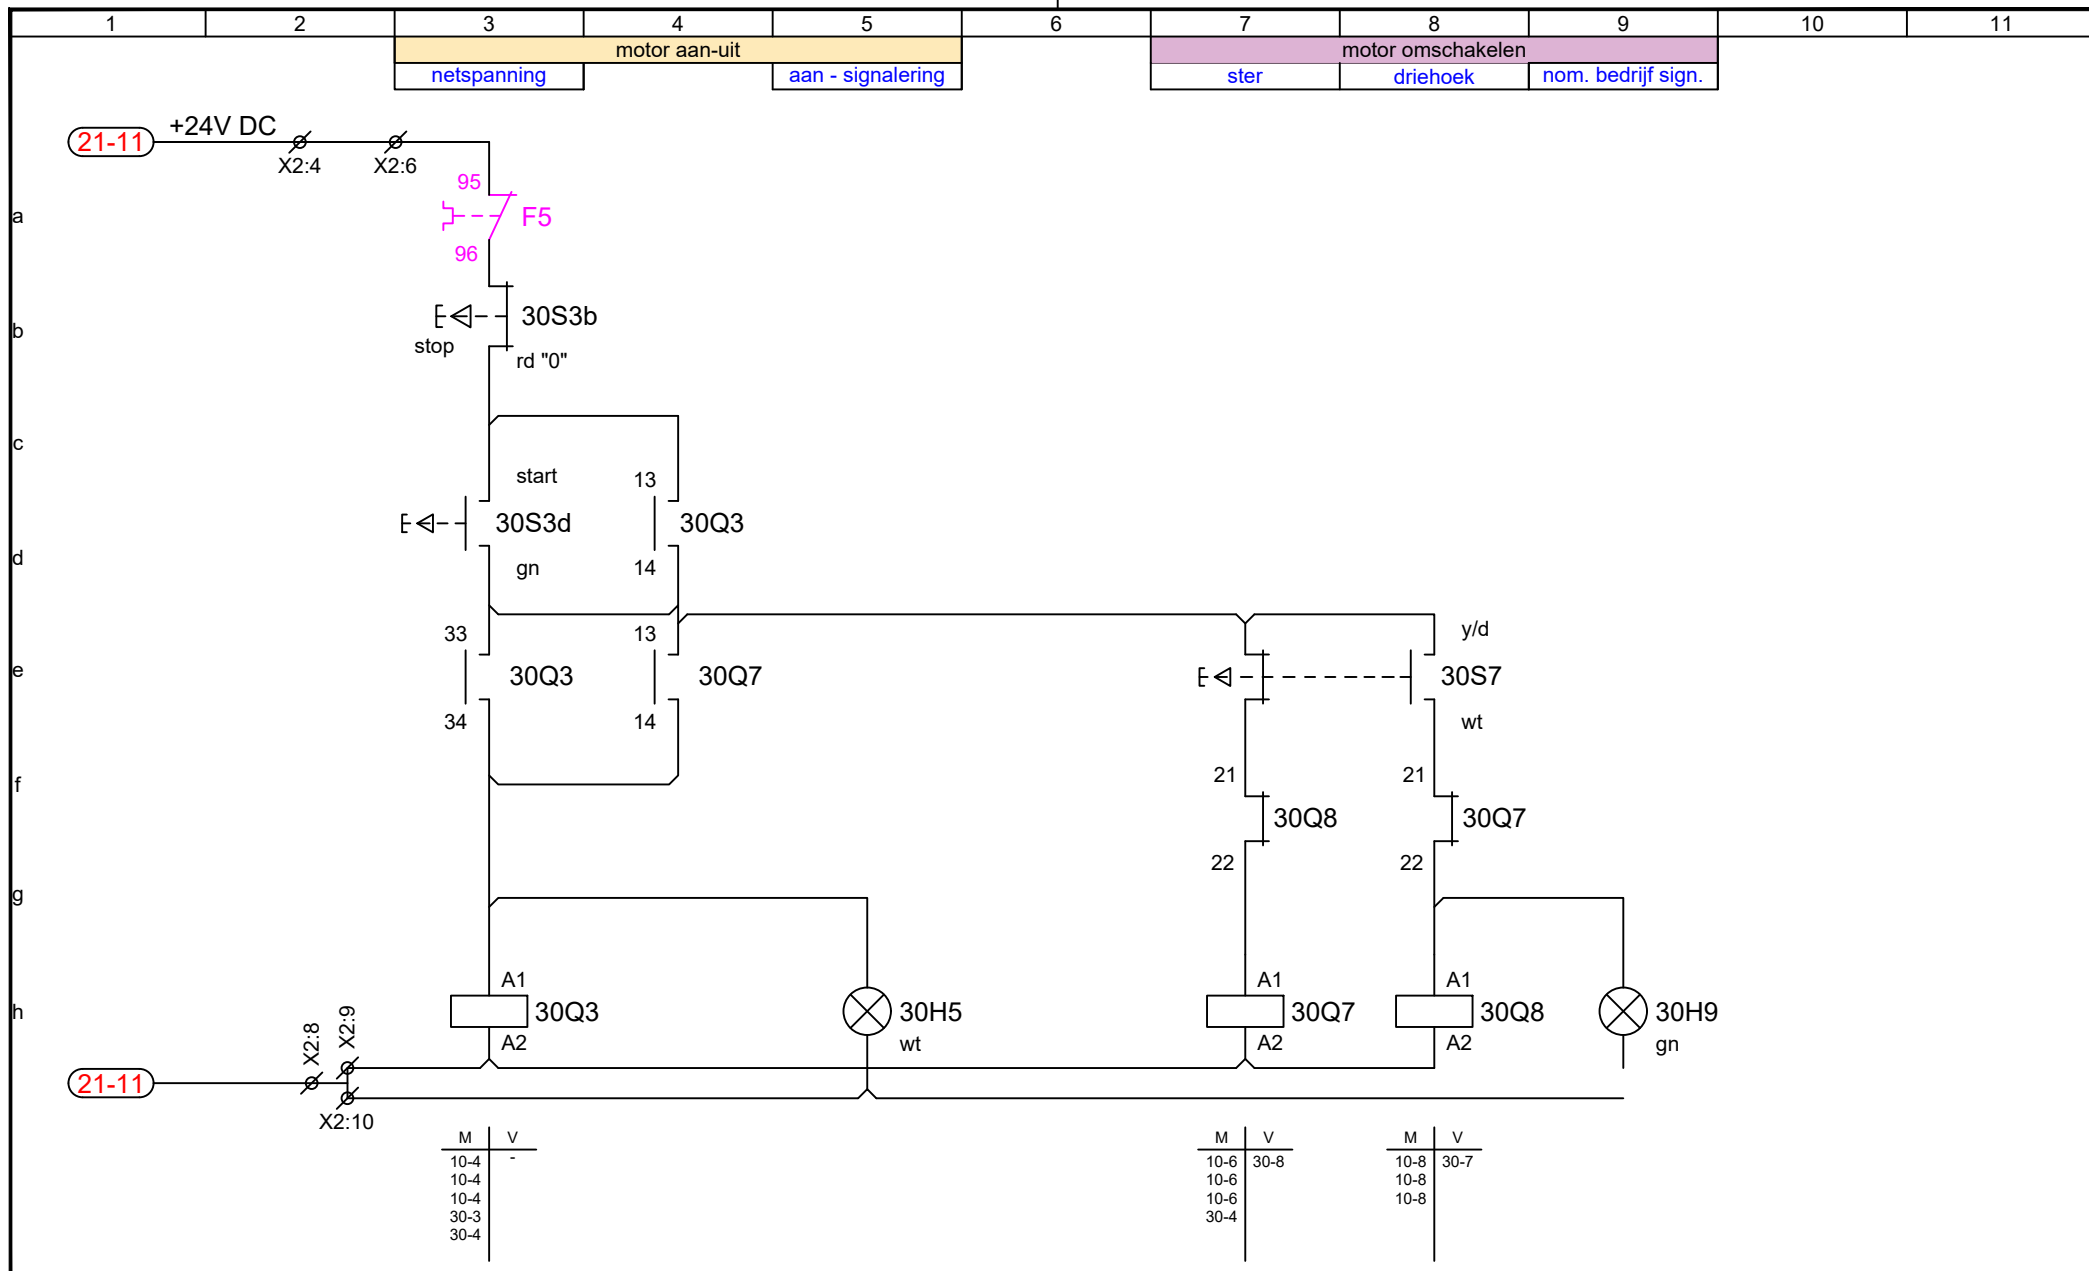 1 2 3 4 5 6 7 8 9 10 11
motor aan-uit motor omschakelen
netspanning aan - signalering ster driehoek nom. bedrijf sign.
21-11 +24V DC
X2:4 X2:6
95
a F5
96
b 30S3b
stop rd "0"
c
start 13
30S3d 30Q3
d gn 14
33 13 y/d
e 30Q3 30Q7 30S7
34 14 wt
f 21 21
30Q8 30Q7
22 22
g
A1 A1 A1
h X2:8 X2:9 30Q3 30H5 30Q7 30Q8 30H9
A2 wt A2 A2 gn
21-11
X2:10
M V M V M V
10-4 - 10-6 30-8 10-8 30-7
10-4 10-6 10-8
10-4 10-6 10-8
30-3 30-4
30-4